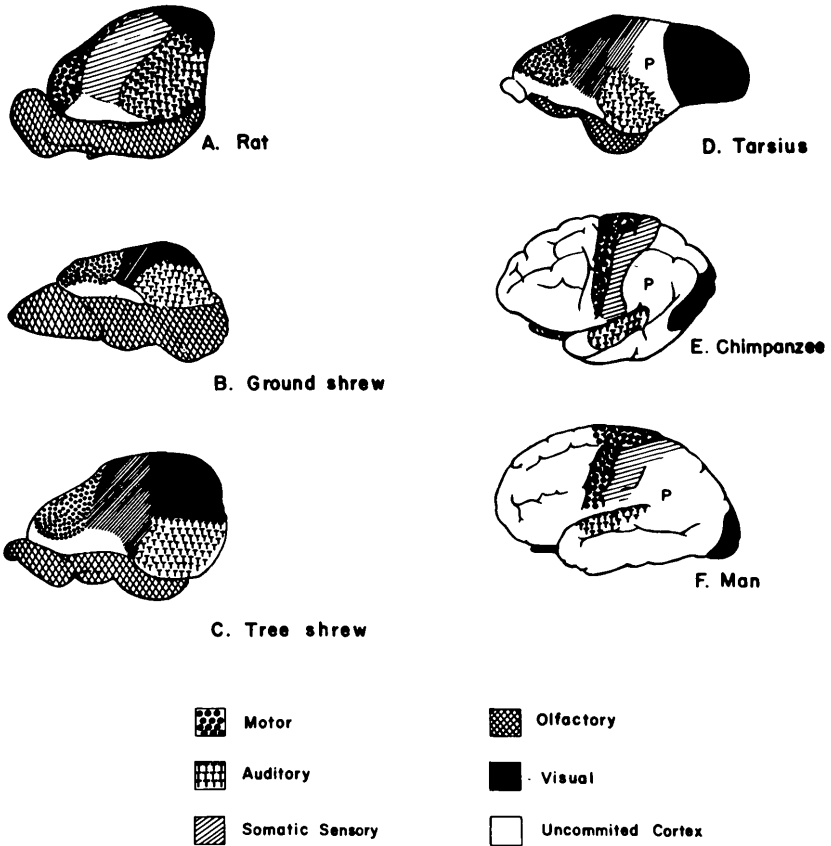 A. Rat
B. Ground shrew
C. Tree shrew
P
D. Tarsius
P
E. Chimpanzee
P
F. Man
Motor
Auditory
Somatic Sensory
Olfactory
Visual
Uncommited Cortex